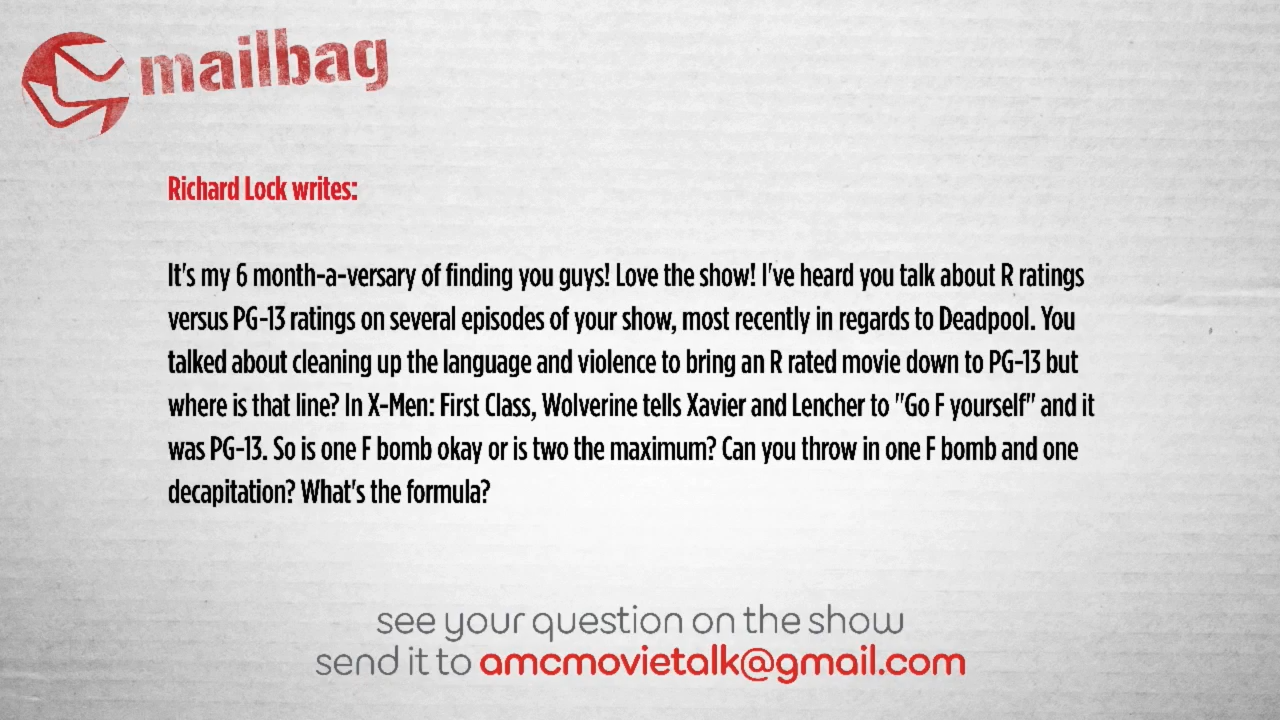 mailbag
Richard Lock writes:
It's my 6 month-a-versary of finding you guys! Love the show! I've heard you talk about R ratings
versus PG-13 ratings on several episodes of your show, most recently in regards to Deadpool. You
talked about cleaning up the language and violence to bring an R rated movie down to PG-13 but
where is that line? In X-Men: First Class, Wolverine tells Xavier and Lencher to "Go F yourself" and it
was PG-13. So is one F bomb okay or is two the maximum? Can you throw in one F bomb and one
decapitation? What's the formula?
see your question on the show
send it to amcmovietalk@gmail.com